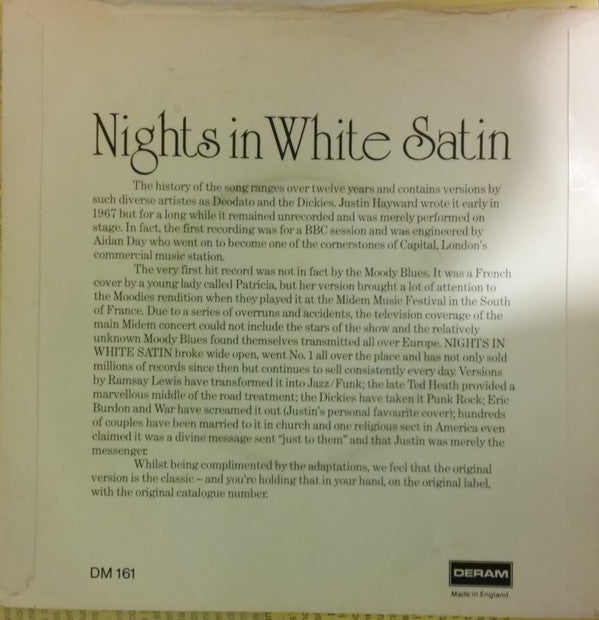 Nights in White Satin
The history of the song ranges over twelve years and contains versions by
such diverse artistes as Deodato and the Dickies. Justin Hayward wrote it early in
1967 but for a long while it remained unrecorded and was merely performed on
stage. In fact, the first recording was for a BBC session and was engineered by
Aidan Day who went on to become one of the cornerstones of Capital, London's
commercial music station.
The very first hit record was not in fact by the Moody Blues. It was a French
cover by a young lady called Patricia, but her version brought a lot of attention to
the Moodies rendition when they played it at the Midem Music Festival in the South
of France. Due to a series of overruns and accidents, the television coverage of the
main Midem concert could not include the stars of the show and the relatively
unknown Moody Blues found themselves transmitted all over Europe. NIGHTS IN
WHITE SATIN broke wide open, went No. 1 all over the place and has not only sold
millions of records since then but continues to sell consistently every day. Versions
by Ramsay Lewis have transformed it into Jazz/Funk; the late Ted Heath provided a
marvellous middle of the road treatment; the Dickies have taken it Punk Rock; Eric
Burdon and War have screamed it out (Justin's personal favourite cover); hundreds
of couples have been married to it in church and one religious sect in America even
claimed it was a divine message sent "just to them" and that Justin was merely the
messenger.
Whilst being complimented by the adaptations, we feel that the original
version is the classic – and you're holding that in your hand, on the original label,
with the original catalogue number.
DM 161
DERAM
Made in England